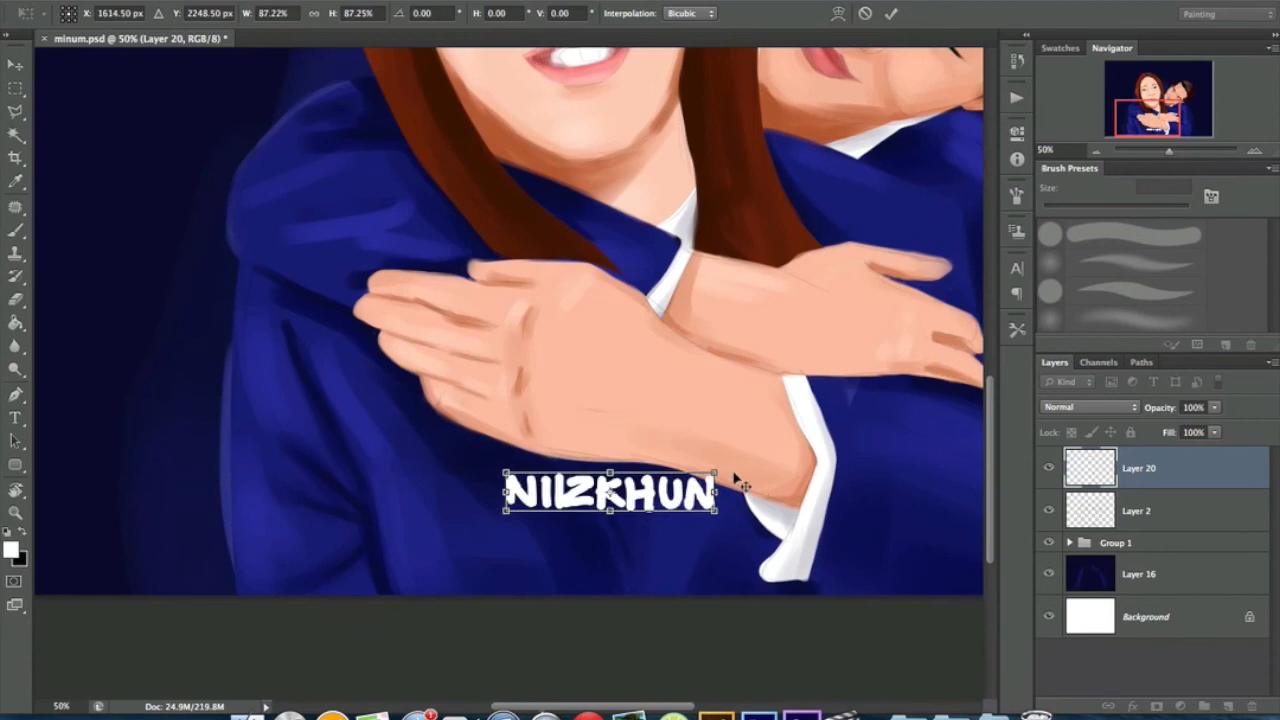 X: 1614.50 px Y: 2248.50 px W: 87.22% H: 87.25% 0.00 ° H: 0.00 ° V: 0.00 ° Interpolation: Bicubic Painting
× minum.psd @ 50% (Layer 20, RGB/8) *
Swatches Navigator
50%
Brush Presets
Size:
Layers Channels Paths
Kind
Normal Opacity: 100%
Lock: Fill: 100%
Layer 20
Layer 2
Group 1
Layer 16
Background
NILZKHUN
50% Doc: 24.9M/219.8M